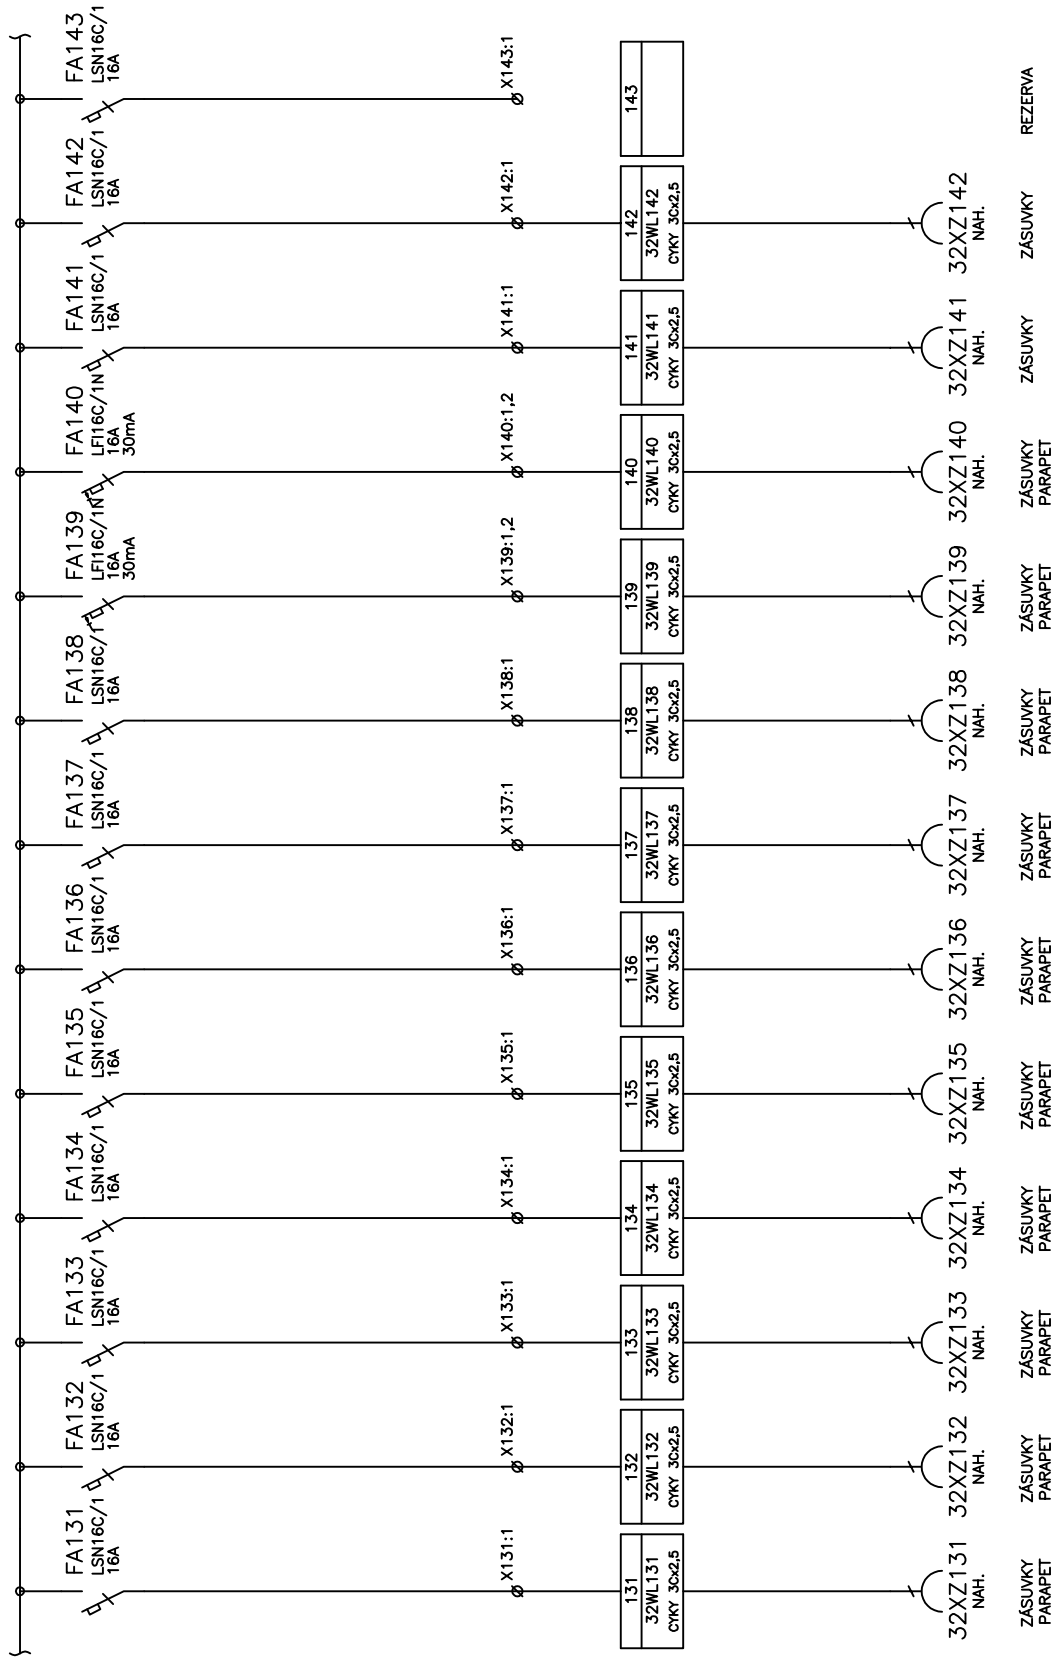 FA131
LSN16C/1
16A
X131:1
131
32WL131
CYKY 3Cx2,5
32XZ131
NAH.
ZÁSUVKY
PARAPET
FA132
LSN16C/1
16A
X132:1
132
32WL132
CYKY 3Cx2,5
32XZ132
NAH.
ZÁSUVKY
PARAPET
FA133
LSN16C/1
16A
X133:1
133
32WL133
CYKY 3Cx2,5
32XZ133
NAH.
ZÁSUVKY
PARAPET
FA134
LSN16C/1
16A
X134:1
134
32WL134
CYKY 3Cx2,5
32XZ134
NAH.
ZÁSUVKY
PARAPET
FA135
LSN16C/1
16A
X135:1
135
32WL135
CYKY 3Cx2,5
32XZ135
NAH.
ZÁSUVKY
PARAPET
FA136
LSN16C/1
16A
X136:1
136
32WL136
CYKY 3Cx2,5
32XZ136
NAH.
ZÁSUVKY
PARAPET
FA137
LSN16C/1
16A
X137:1
137
32WL137
CYKY 3Cx2,5
32XZ137
NAH.
ZÁSUVKY
PARAPET
FA138
LSN16C/1
16A
X138:1
138
32WL138
CYKY 3Cx2,5
32XZ138
NAH.
ZÁSUVKY
PARAPET
FA139
LFI16C/1N
16A
30mA
X139:1,2
139
32WL139
CYKY 3Cx2,5
32XZ139
NAH.
ZÁSUVKY
PARAPET
FA140
LFI16C/1N
16A
30mA
X140:1,2
140
32WL140
CYKY 3Cx2,5
32XZ140
NAH.
ZÁSUVKY
PARAPET
FA141
LSN16C/1
16A
X141:1
141
32WL141
CYKY 3Cx2,5
32XZ141
NAH.
ZÁSUVKY
FA142
LSN16C/1
16A
X142:1
142
32WL142
CYKY 3Cx2,5
32XZ142
NAH.
ZÁSUVKY
FA143
LSN16C/1
16A
X143:1
143
REZERVA